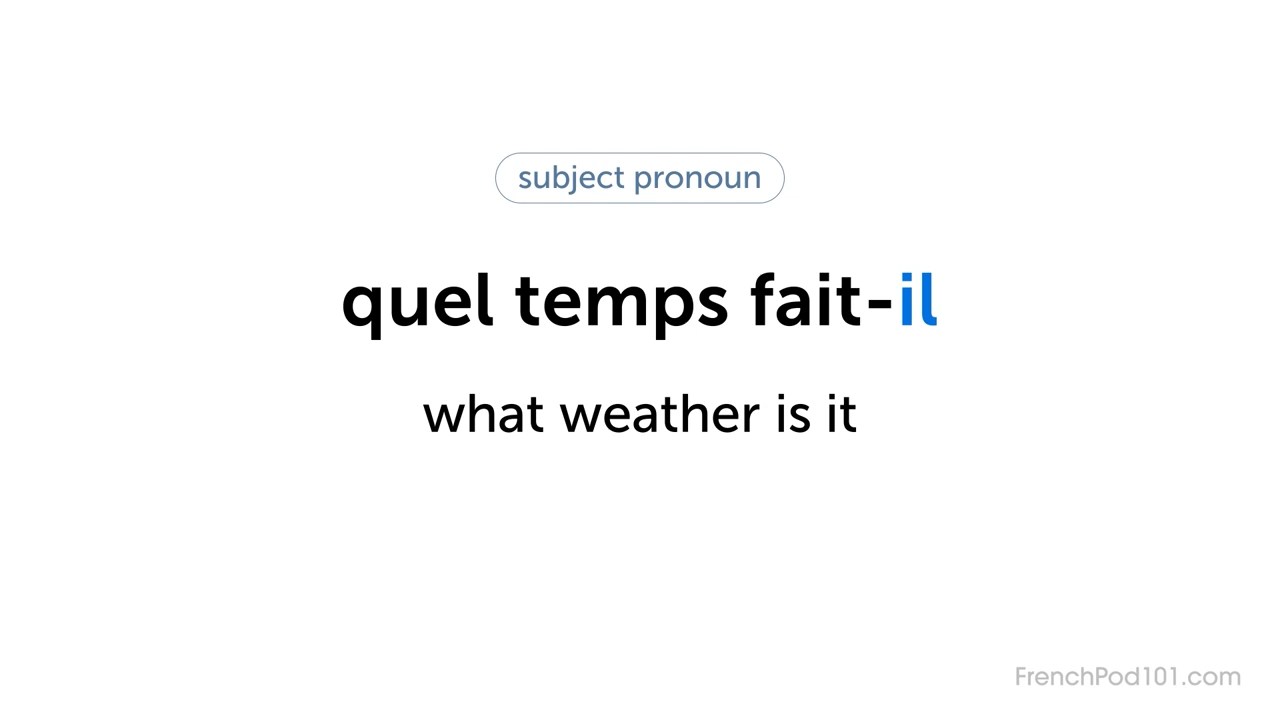 subject pronoun
quel temps fait-il
what weather is it
FrenchPod101.com